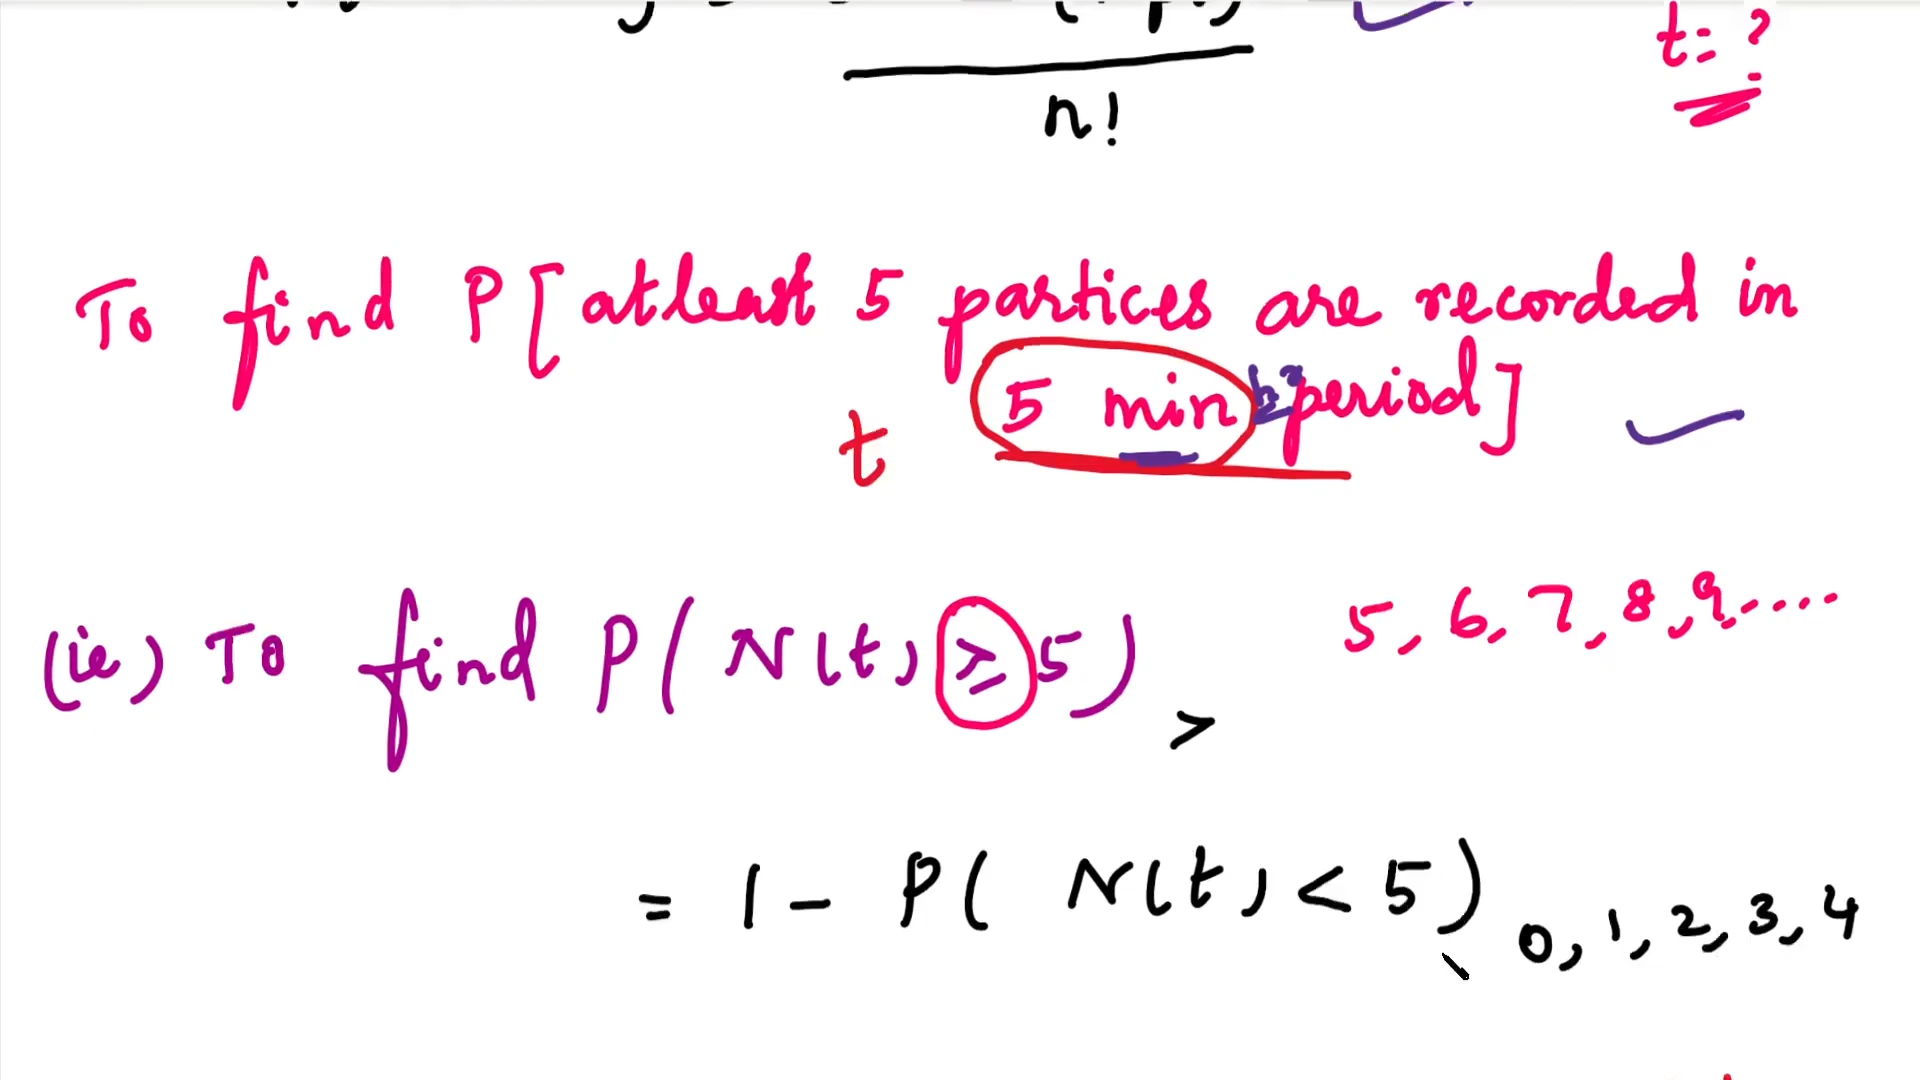 t = ?
n!
To find P[atleast 5 partices are recorded in
5 min period]
t
(ie) To find P( N(t) ≥ 5)
5, 6, 7, 8, 9, ....
>
= 1 - P( N(t) < 5)
0, 1, 2, 3, 4